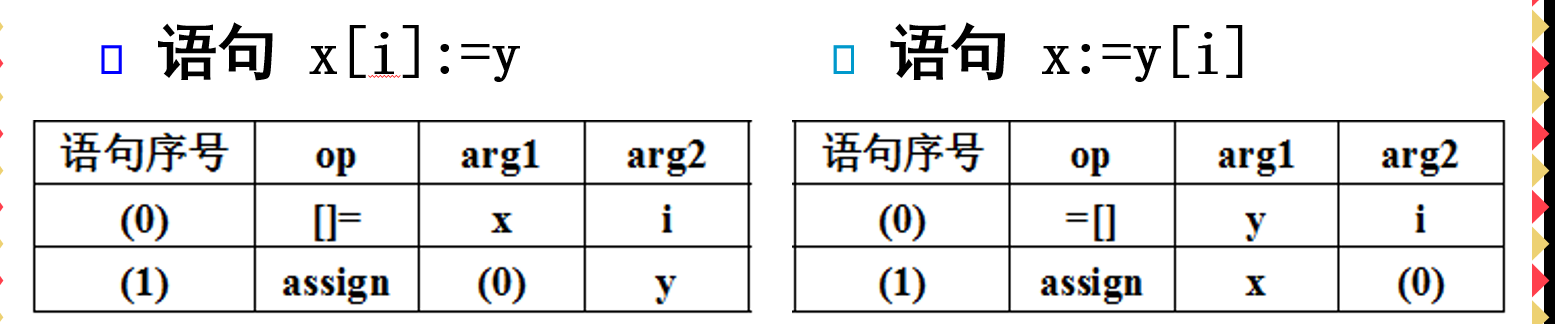 语句 x[i]:=y
语句序号 op arg1 arg2
(0) []= x i
(1) assign (0) y
语句 x:=y[i]
语句序号 op arg1 arg2
(0) =[] y i
(1) assign x (0)